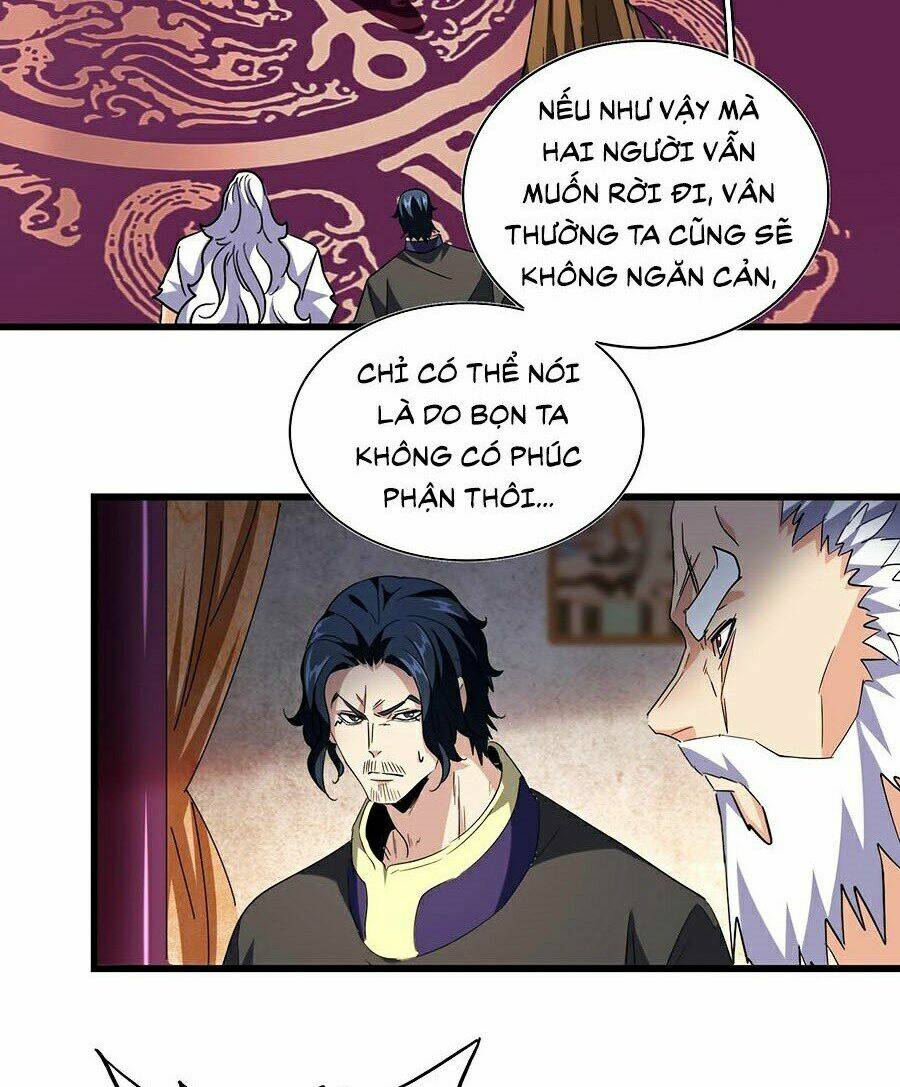 NẾU NHƯ VẬY MÀ
HAI NGƯỜI VẪN
MUỐN RỜI ĐI, VÂN
THƯỜNG TA CŨNG SẼ
KHÔNG NGĂN CẢN,
CHỈ CÓ THỂ NÓI
LÀ DO BỌN TA
KHÔNG CÓ PHÚC
PHẬN THÔI...